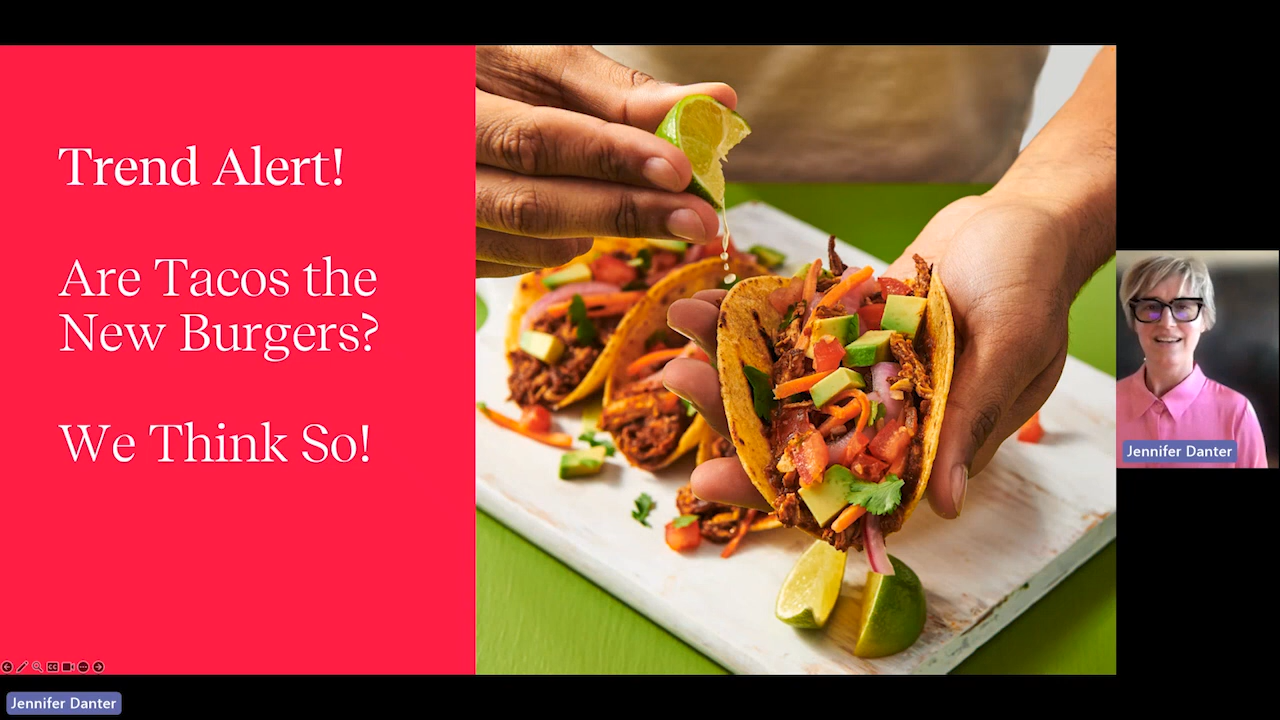 Trend Alert!
Are Tacos the
New Burgers?
We Think So!
Jennifer Danter
Jennifer Danter